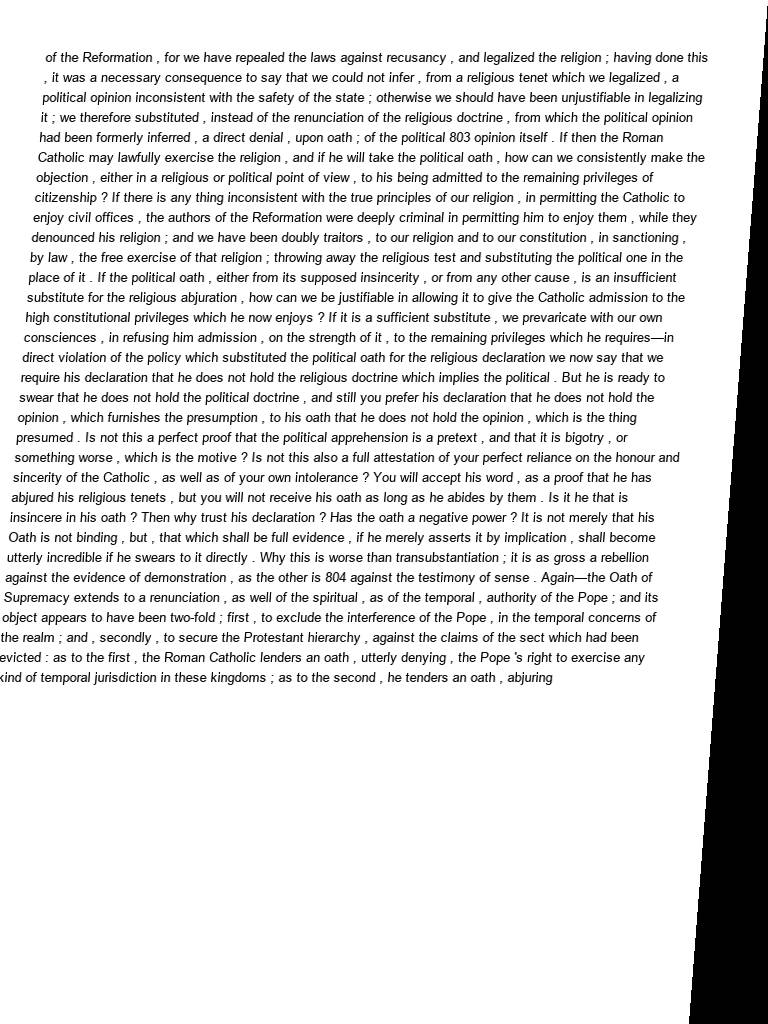 of the Reformation , for we have repealed the laws against recusancy , and legalized the religion ; having done this
, it was a necessary consequence to say that we could not infer , from a religious tenet which we legalized , a
political opinion inconsistent with the safety of the state ; otherwise we should have been unjustifiable in legalizing
it ; we therefore substituted , instead of the renunciation of the religious doctrine , from which the political opinion
had been formerly inferred , a direct denial , upon oath ; of the political 803 opinion itself . If then the Roman
Catholic may lawfully exercise the religion , and if he will take the political oath , how can we consistently make the
objection , either in a religious or political point of view , to his being admitted to the remaining privileges of
citizenship ? If there is any thing inconsistent with the true principles of our religion , in permitting the Catholic to
enjoy civil offices , the authors of the Reformation were deeply criminal in permitting him to enjoy them , while they
denounced his religion ; and we have been doubly traitors , to our religion and to our constitution , in sanctioning ,
by law , the free exercise of that religion ; throwing away the religious test and substituting the political one in the
place of it . If the political oath , either from its supposed insincerity , or from any other cause , is an insufficient
substitute for the religious abjuration , how can we be justifiable in allowing it to give the Catholic admission to the
high constitutional privileges which he now enjoys ? If it is a sufficient substitute , we prevaricate with our own
consciences , in refusing him admission , on the strength of it , to the remaining privileges which he requires—in
direct violation of the policy which substituted the political oath for the religious declaration we now say that we
require his declaration that he does not hold the religious doctrine which implies the political . But he is ready to
swear that he does not hold the political doctrine , and still you prefer his declaration that he does not hold the
opinion , which furnishes the presumption , to his oath that he does not hold the opinion , which is the thing
presumed . Is not this a perfect proof that the political apprehension is a pretext , and that it is bigotry , or
something worse , which is the motive ? Is not this also a full attestation of your perfect reliance on the honour and
sincerity of the Catholic , as well as of your own intolerance ? You will accept his word , as a proof that he has
abjured his religious tenets , but you will not receive his oath as long as he abides by them . Is it he that is
insincere in his oath ? Then why trust his declaration ? Has the oath a negative power ? It is not merely that his
Oath is not binding , but , that which shall be full evidence , if he merely asserts it by implication , shall become
utterly incredible if he swears to it directly . Why this is worse than transubstantiation ; it is as gross a rebellion
against the evidence of demonstration , as the other is 804 against the testimony of sense . Again—the Oath of
Supremacy extends to a renunciation , as well of the spiritual , as of the temporal , authority of the Pope ; and its
object appears to have been two-fold ; first , to exclude the interference of the Pope , in the temporal concerns of
the realm ; and , secondly , to secure the Protestant hierarchy , against the claims of the sect which had been
evicted : as to the first , the Roman Catholic lenders an oath , utterly denying , the Pope 's right to exercise any
kind of temporal jurisdiction in these kingdoms ; as to the second , he tenders an oath , abjuring